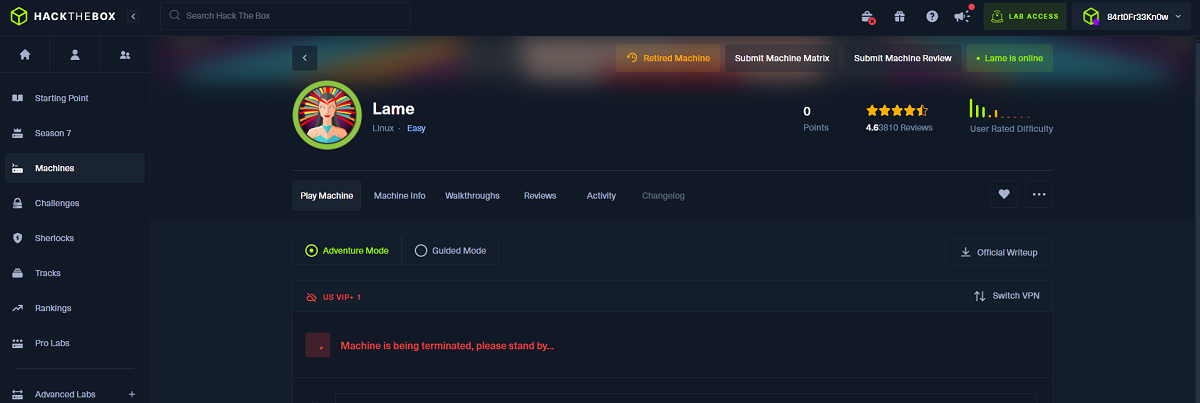 HACKTHEBOX
Search Hack The Box
LAB ACCESS
84rt0Fr33Kn0w
Retired Machine
Submit Machine Matrix
Submit Machine Review
Lame is online
Starting Point
Season 7
Machines
Challenges
Sherlocks
Tracks
Rankings
Pro Labs
Advanced Labs +
Lame
Linux · Easy
0
Points
4.63810 Reviews
User Rated Difficulty
Play Machine
Machine Info
Walkthroughs
Reviews
Activity
Changelog
Adventure Mode
Guided Mode
Official Writeup
US VIP+ 1
Switch VPN
Machine is being terminated, please stand by...